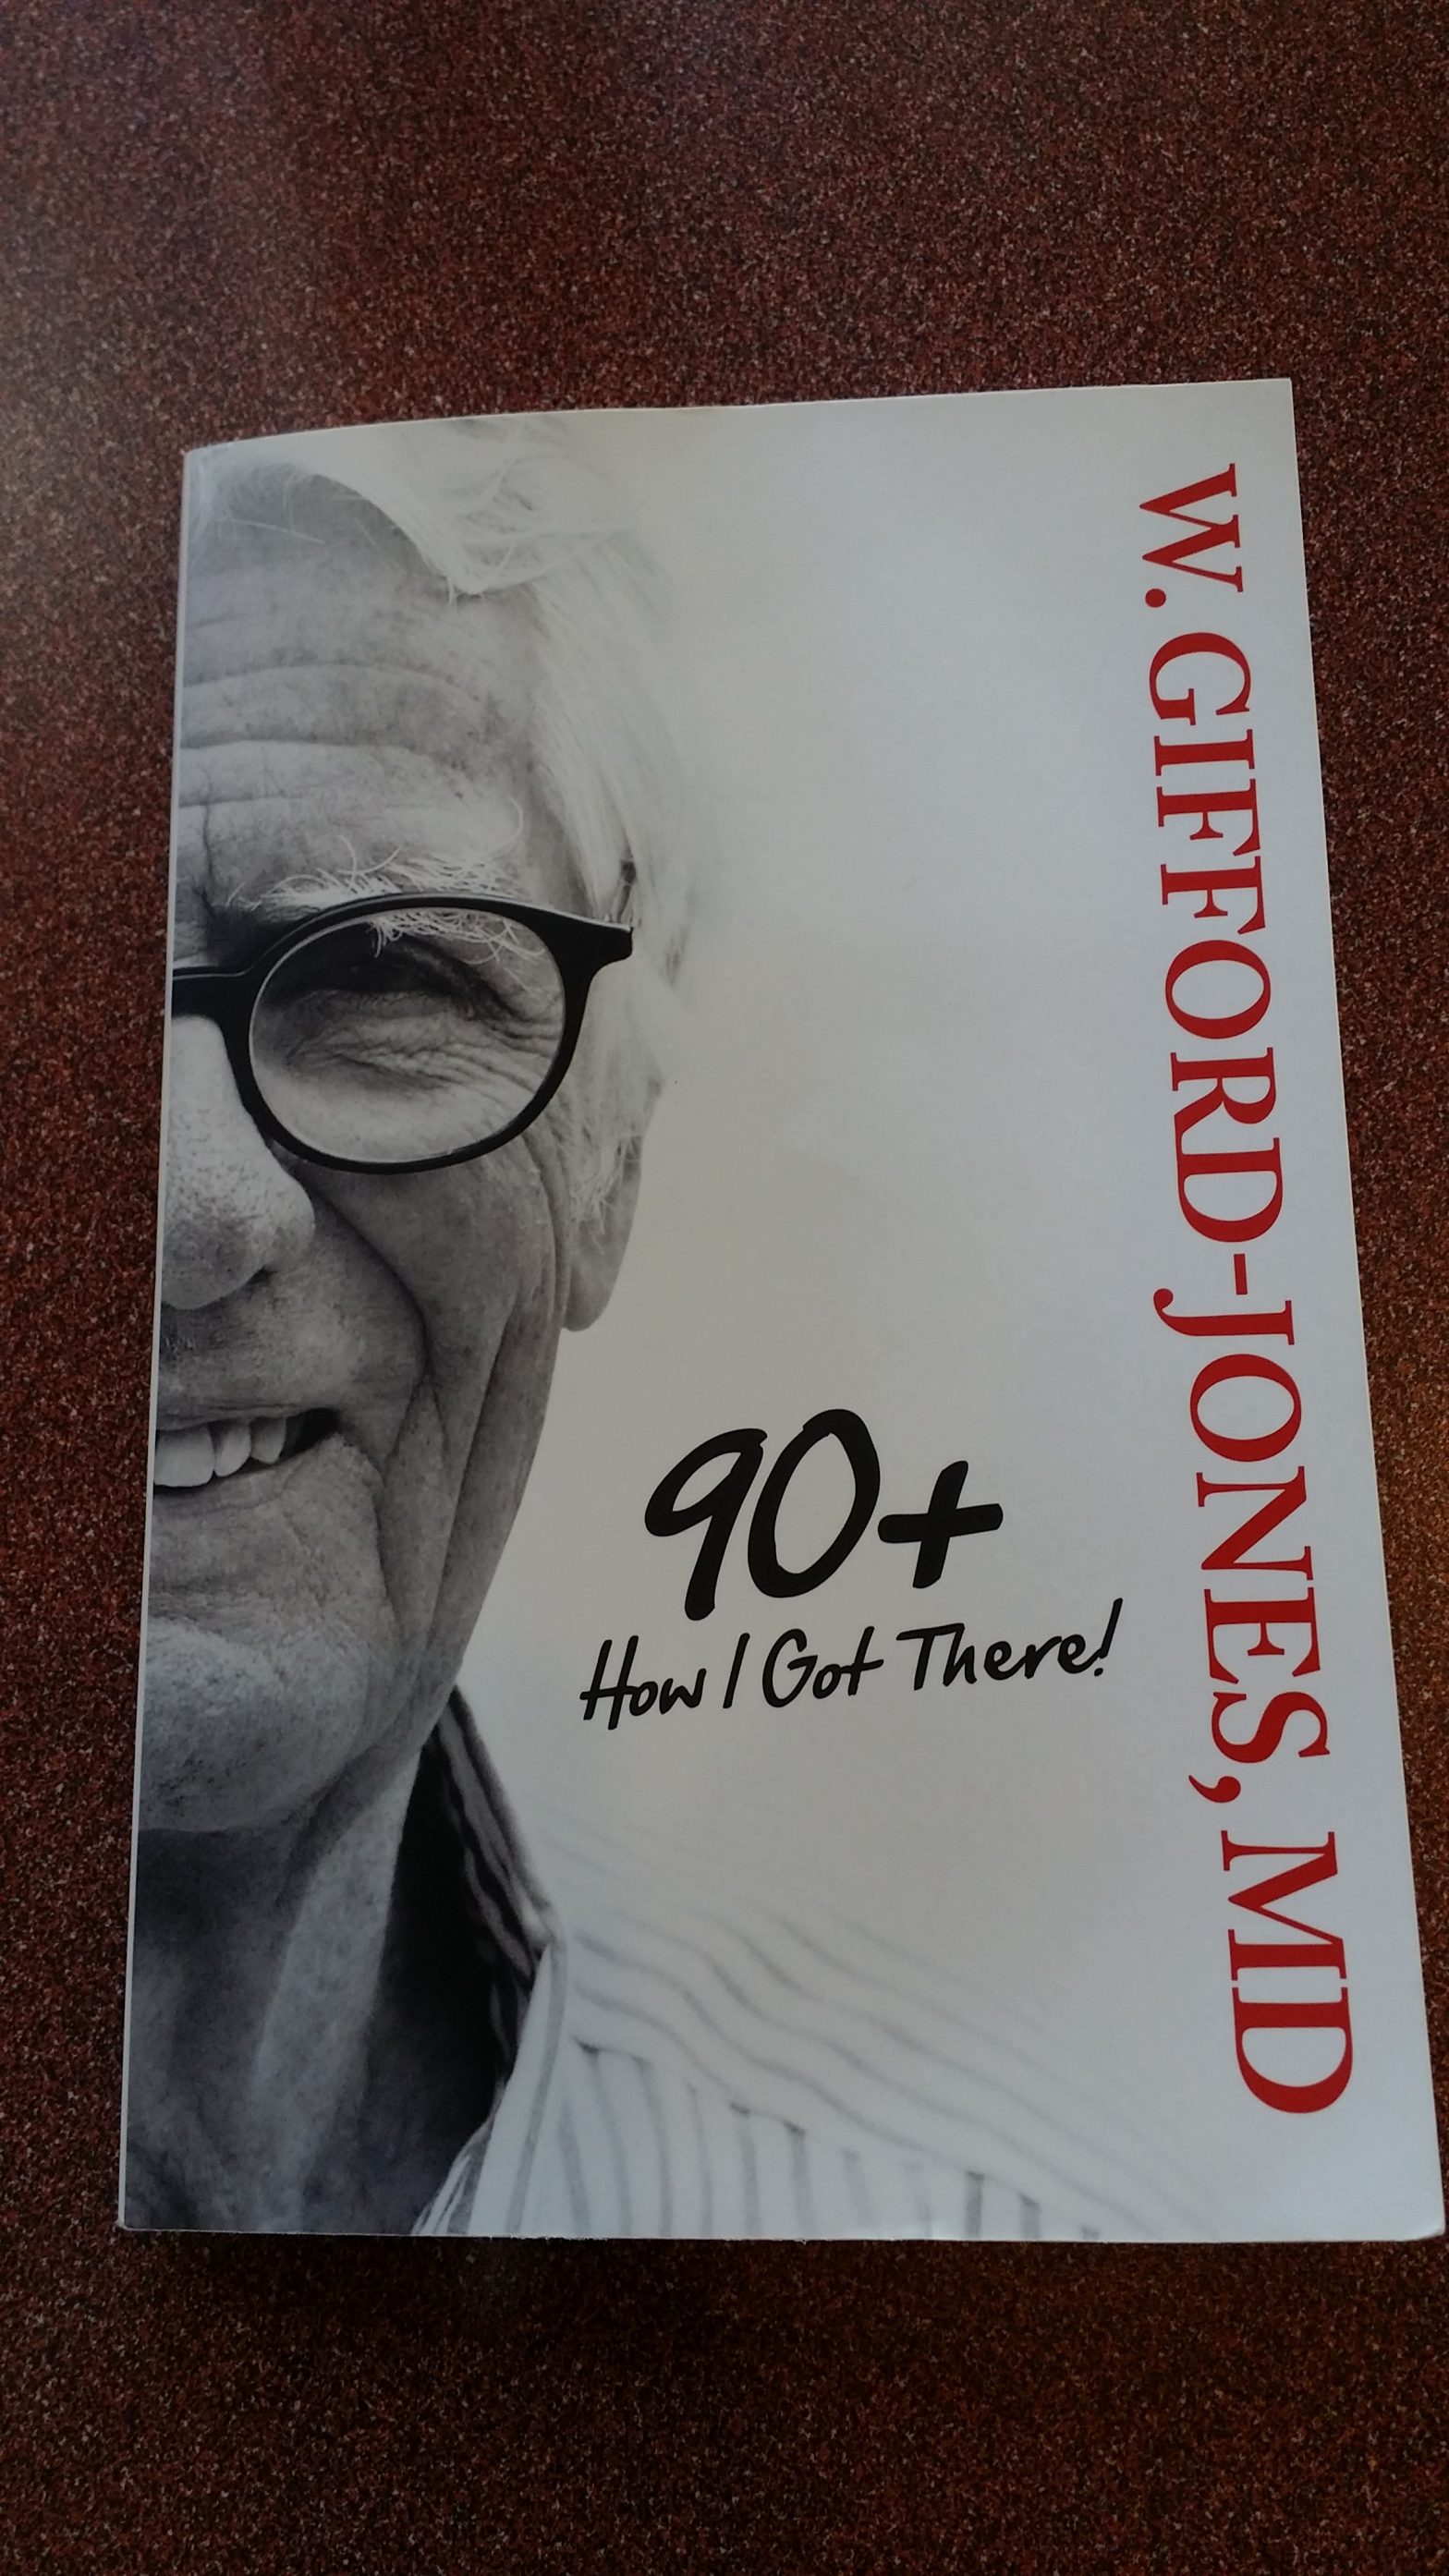 W. GIFFORD-JONES, MD
90+
How I Got There!